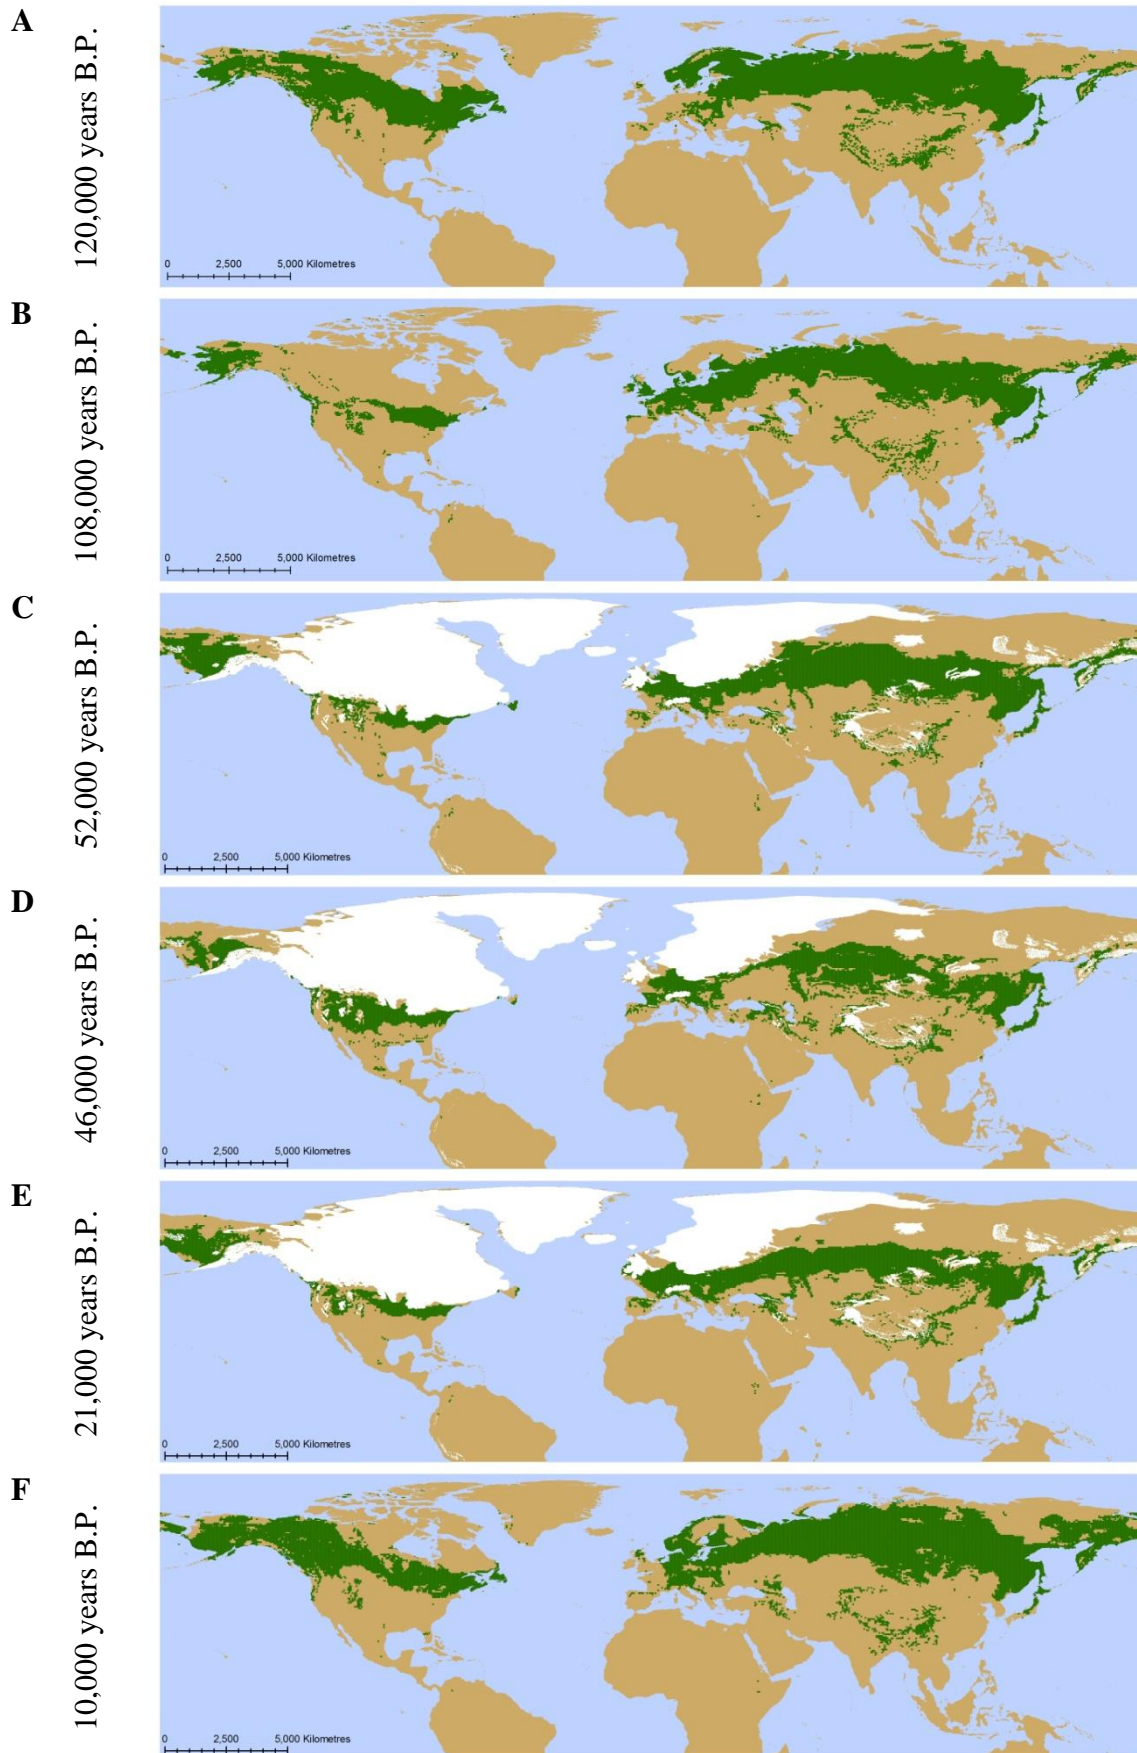 A
120,000 years B.P.
0 2,500 5,000 Kilometres
B
108,000 years B.P.
0 2,500 5,000 Kilometres
C
52,000 years B.P.
0 2,500 5,000 Kilometres
D
46,000 years B.P.
0 2,500 5,000 Kilometres
E
21,000 years B.P.
0 2,500 5,000 Kilometres
F
10,000 years B.P.
0 2,500 5,000 Kilometres